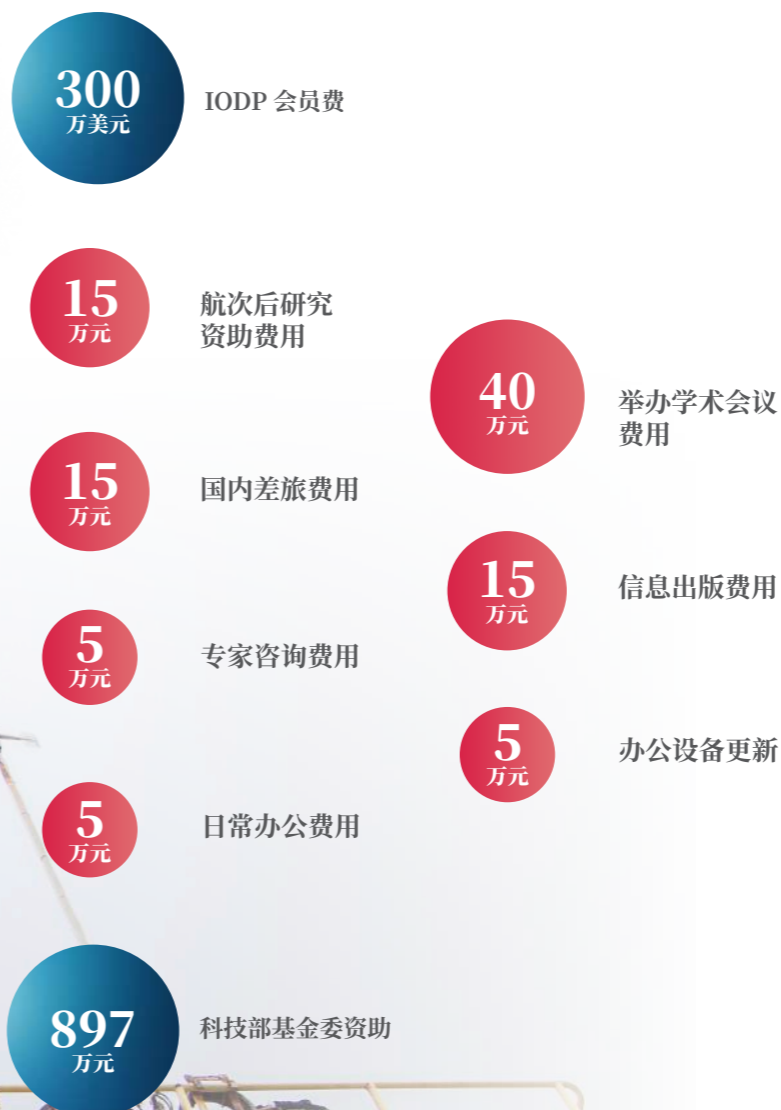 300
万美元
IODP 会员费
15
万元
航次后研究
资助费用
40
万元
举办学术会议
费用
15
万元
国内差旅费用
15
万元
信息出版费用
5
万元
专家咨询费用
5
万元
办公设备更新
5
万元
日常办公费用
897
万元
科技部基金委资助